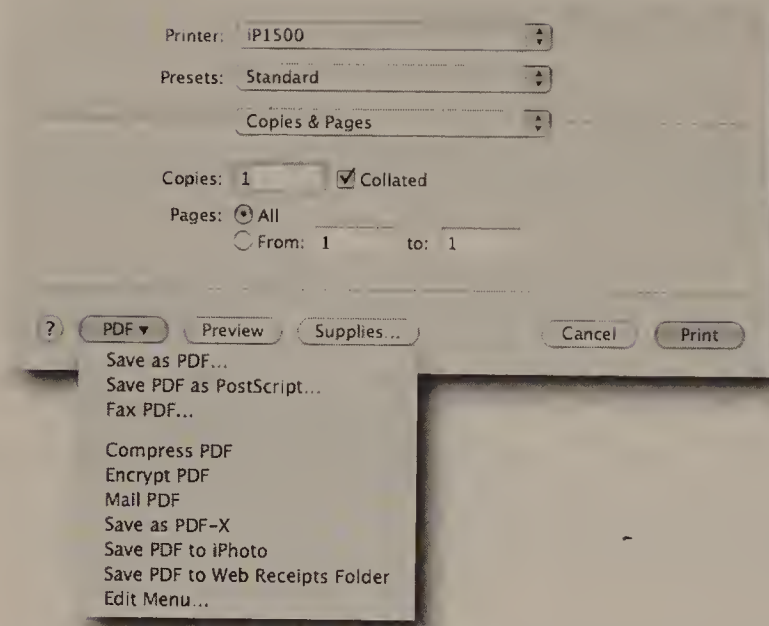 Printer: iP1500
Presets: Standard
Copies & Pages
Copies: 1 Collated
Pages: All
From: 1 to: 1
? PDF Preview Supplies... Cancel Print
Save as PDF...
Save PDF as PostScript...
Fax PDF...
Compress PDF
Encrypt PDF
Mail PDF
Save as PDF-X
Save PDF to iPhoto
Save PDF to Web Receipts Folder
Edit Menu...